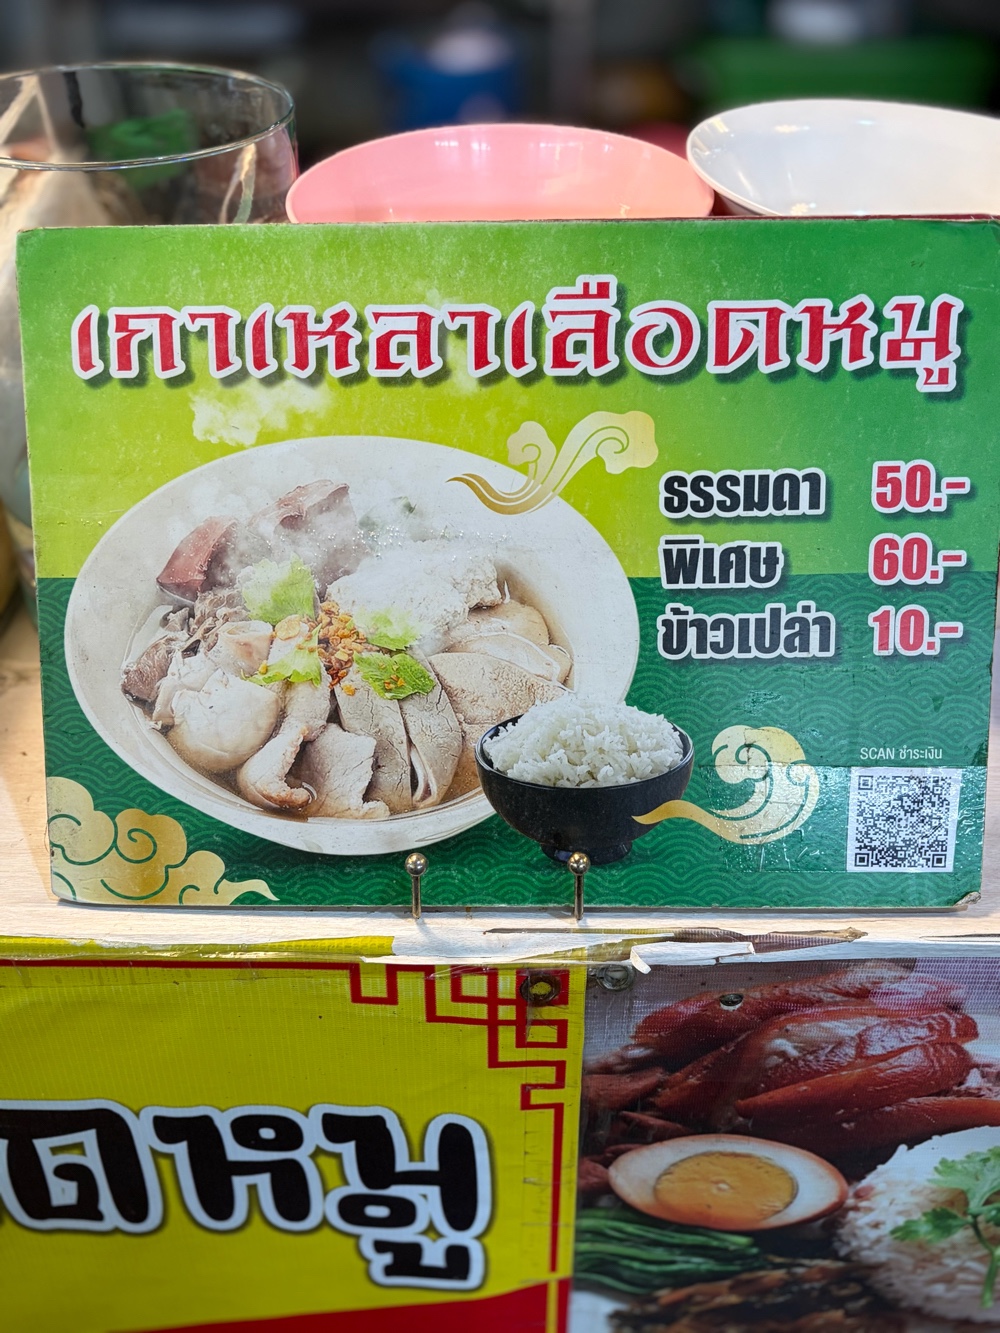 เกาเหลาเลือดหมู
ธรรมดา 50.-
พิเศษ 60.-
ข้าวเปล่า 10.-
SCAN ชำระเงิน
ดหมู